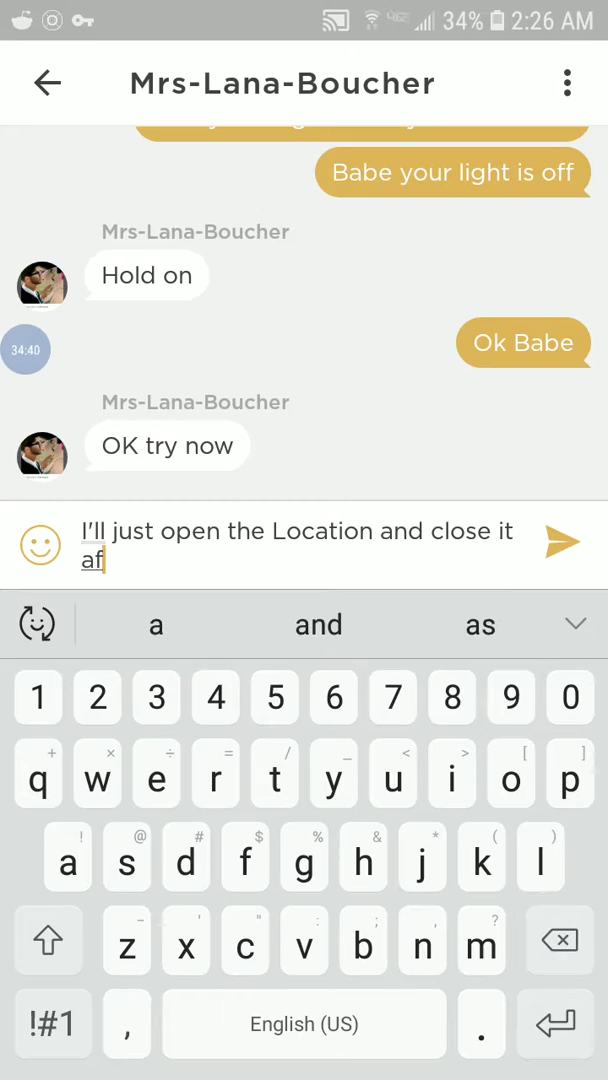 34% 2:26 AM
Mrs-Lana-Boucher
Babe your light is off
Mrs-Lana-Boucher
Hold on
34:40
Ok Babe
Mrs-Lana-Boucher
OK try now
I'll just open the Location and close it
af
a and as
1 2 3 4 5 6 7 8 9 0
+ × ÷ = / _ < > [ ]
q w e r t y u i o p
! @ # $ % & * ( )
a s d f g h j k l
- ' " : ; , ?
z x c v b n m
!#1 , English (US) .